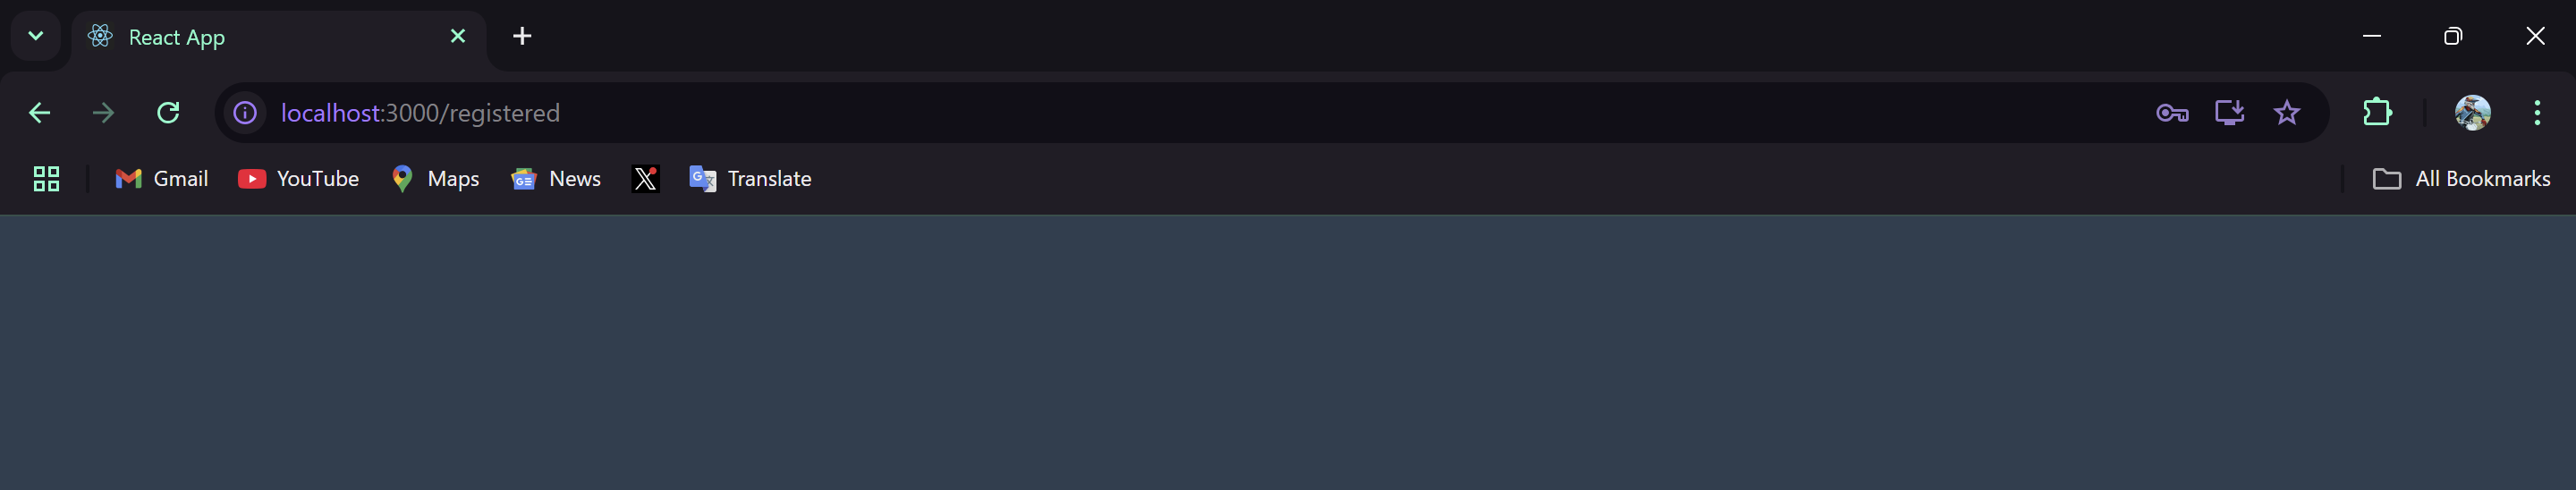 React App
localhost:3000/registered
Gmail YouTube Maps News Translate All Bookmarks